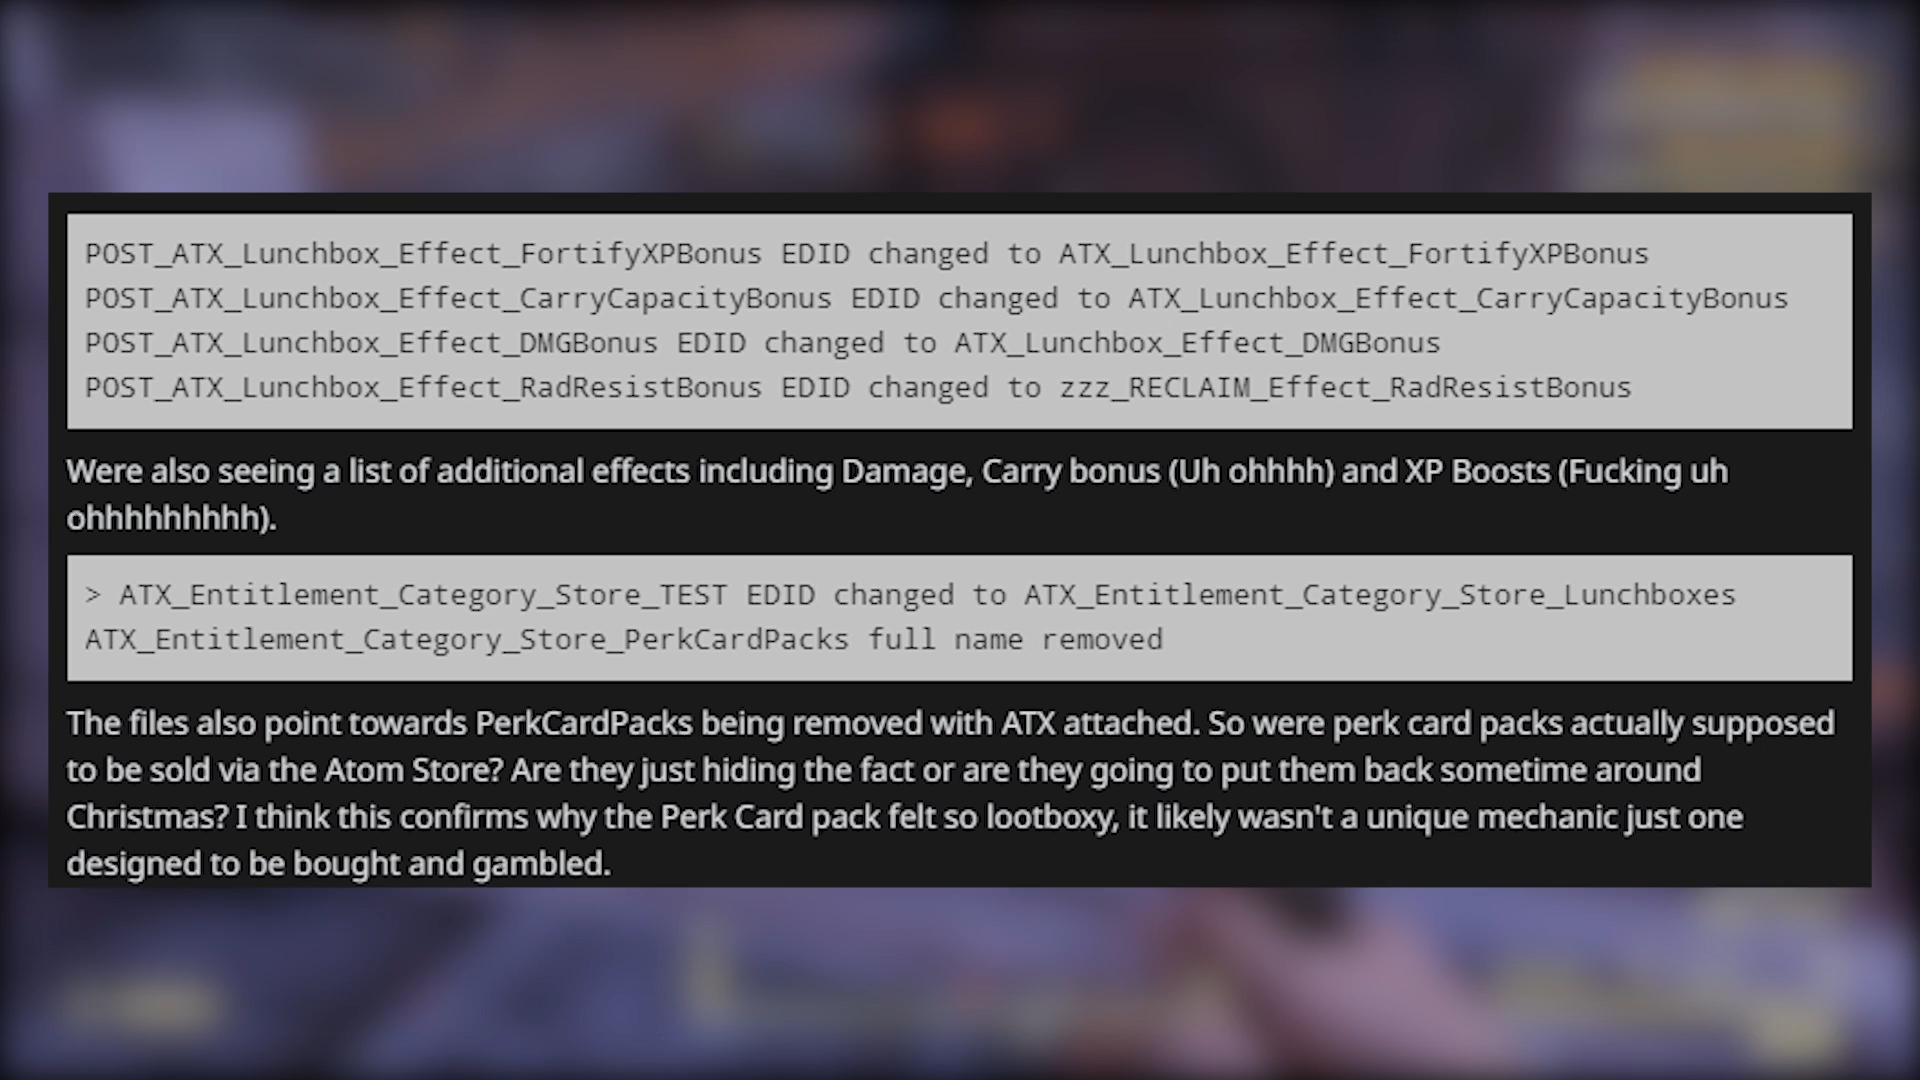 POST_ATX_Lunchbox_Effect_FortifyXPBonus EDID changed to ATX_Lunchbox_Effect_FortifyXPBonus
POST_ATX_Lunchbox_Effect_CarryCapacityBonus EDID changed to ATX_Lunchbox_Effect_CarryCapacityBonus
POST_ATX_Lunchbox_Effect_DMGBonus EDID changed to ATX_Lunchbox_Effect_DMGBonus
POST_ATX_Lunchbox_Effect_RadResistBonus EDID changed to zzz_RECLAIM_Effect_RadResistBonus
Were also seeing a list of additional effects including Damage, Carry bonus (Uh ohhhh) and XP Boosts (Fucking uh
ohhhhhhhhh).
> ATX_Entitlement_Category_Store_TEST EDID changed to ATX_Entitlement_Category_Store_Lunchboxes
ATX_Entitlement_Category_Store_PerkCardPacks full name removed
The files also point towards PerkCardPacks being removed with ATX attached. So were perk card packs actually supposed
to be sold via the Atom Store? Are they just hiding the fact or are they going to put them back sometime around
Christmas? I think this confirms why the Perk Card pack felt so lootboxy, it likely wasn't a unique mechanic just one
designed to be bought and gambled.